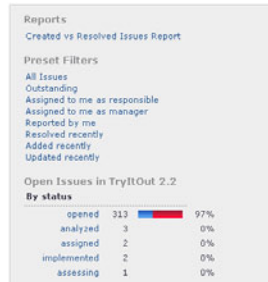 Reports
Created vs Resolved Issues Report
Preset Filters
All Issues
Outstanding
Assigned to me as responsible
Assigned to me as manager
Reported by me
Resolved recently
Added recently
Updated recently
Open Issues in TryItOut 2.2
By status
opened 313 97%
analyzed 3 0%
assigned 2 0%
implemented 2 0%
assessing 1 0%